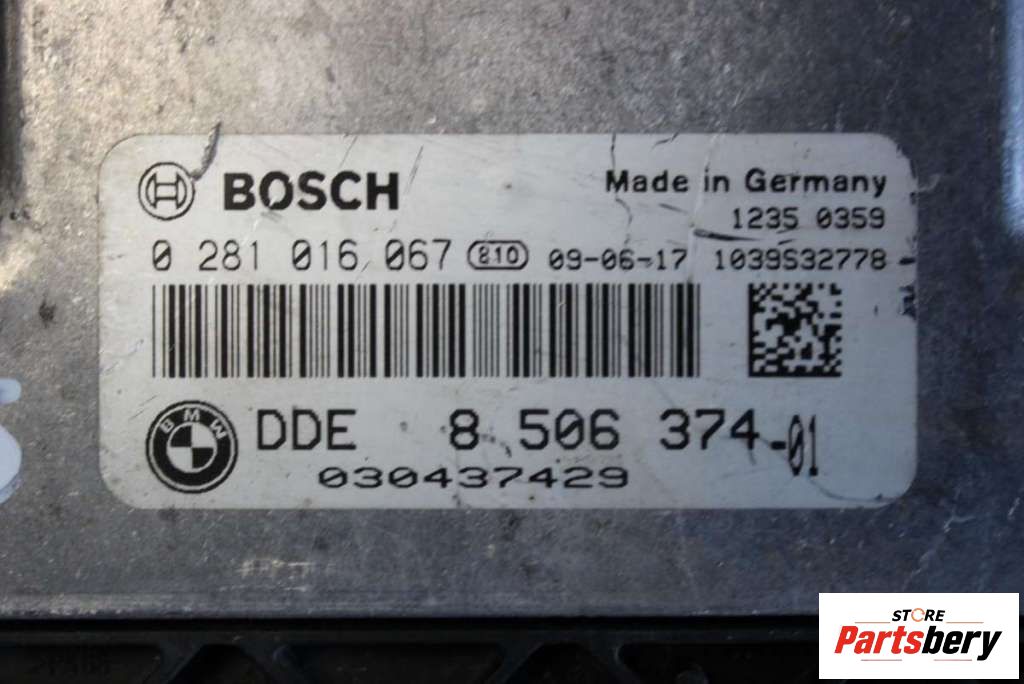 BOSCH Made in Germany
1235 0359
0 281 016 067 810 09-06-17 1039S32778
BMW DDE 8 506 374-01
030437429
STORE
Partsbery